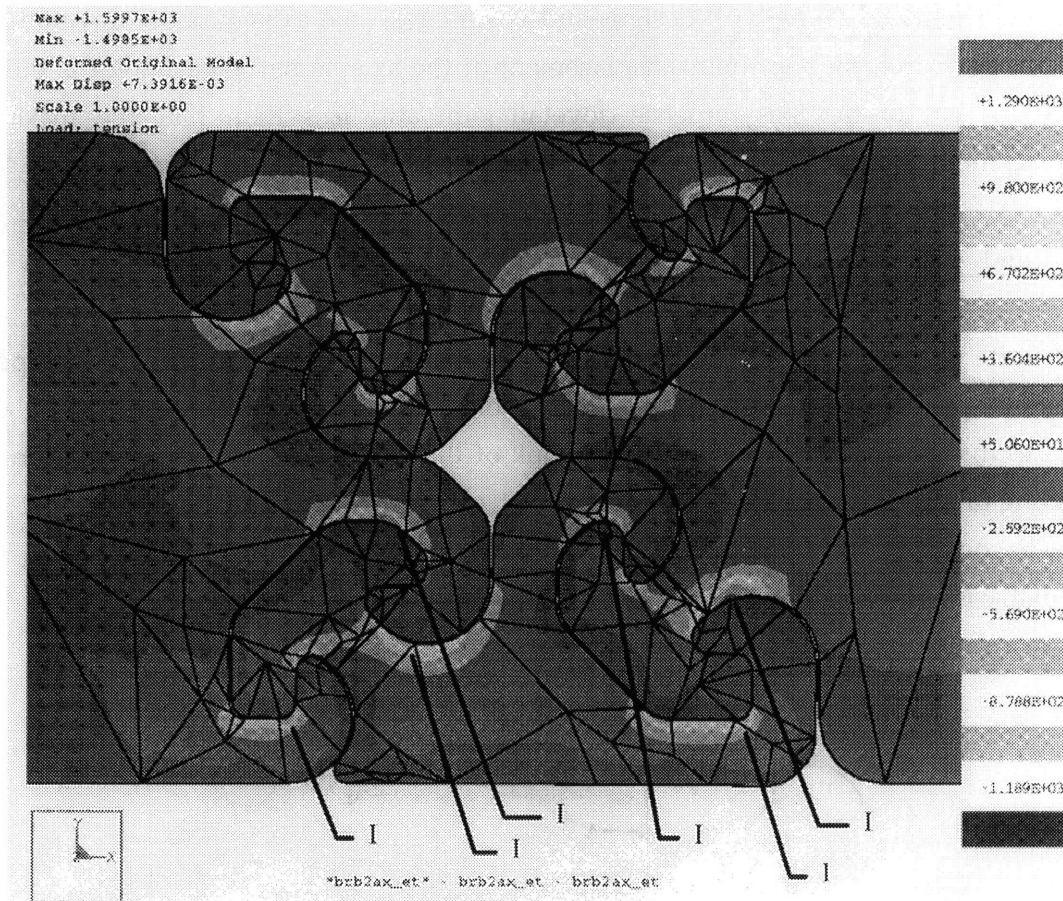 Max +1.5997E+03
Min -1.4985E+03
Deformed Original Model
Max Disp +7.3916E-03
Scale 1.0000E+00
Load: tension
+1.290E+03
+9.800E+02
+6.702E+02
+3.604E+02
+5.060E+01
-2.592E+02
-5.690E+02
-8.788E+02
-1.189E+03
I
I
I
I
I
I
Y
Z
X
"brb2ax_et" - brb2ax_et - brb2ax_et